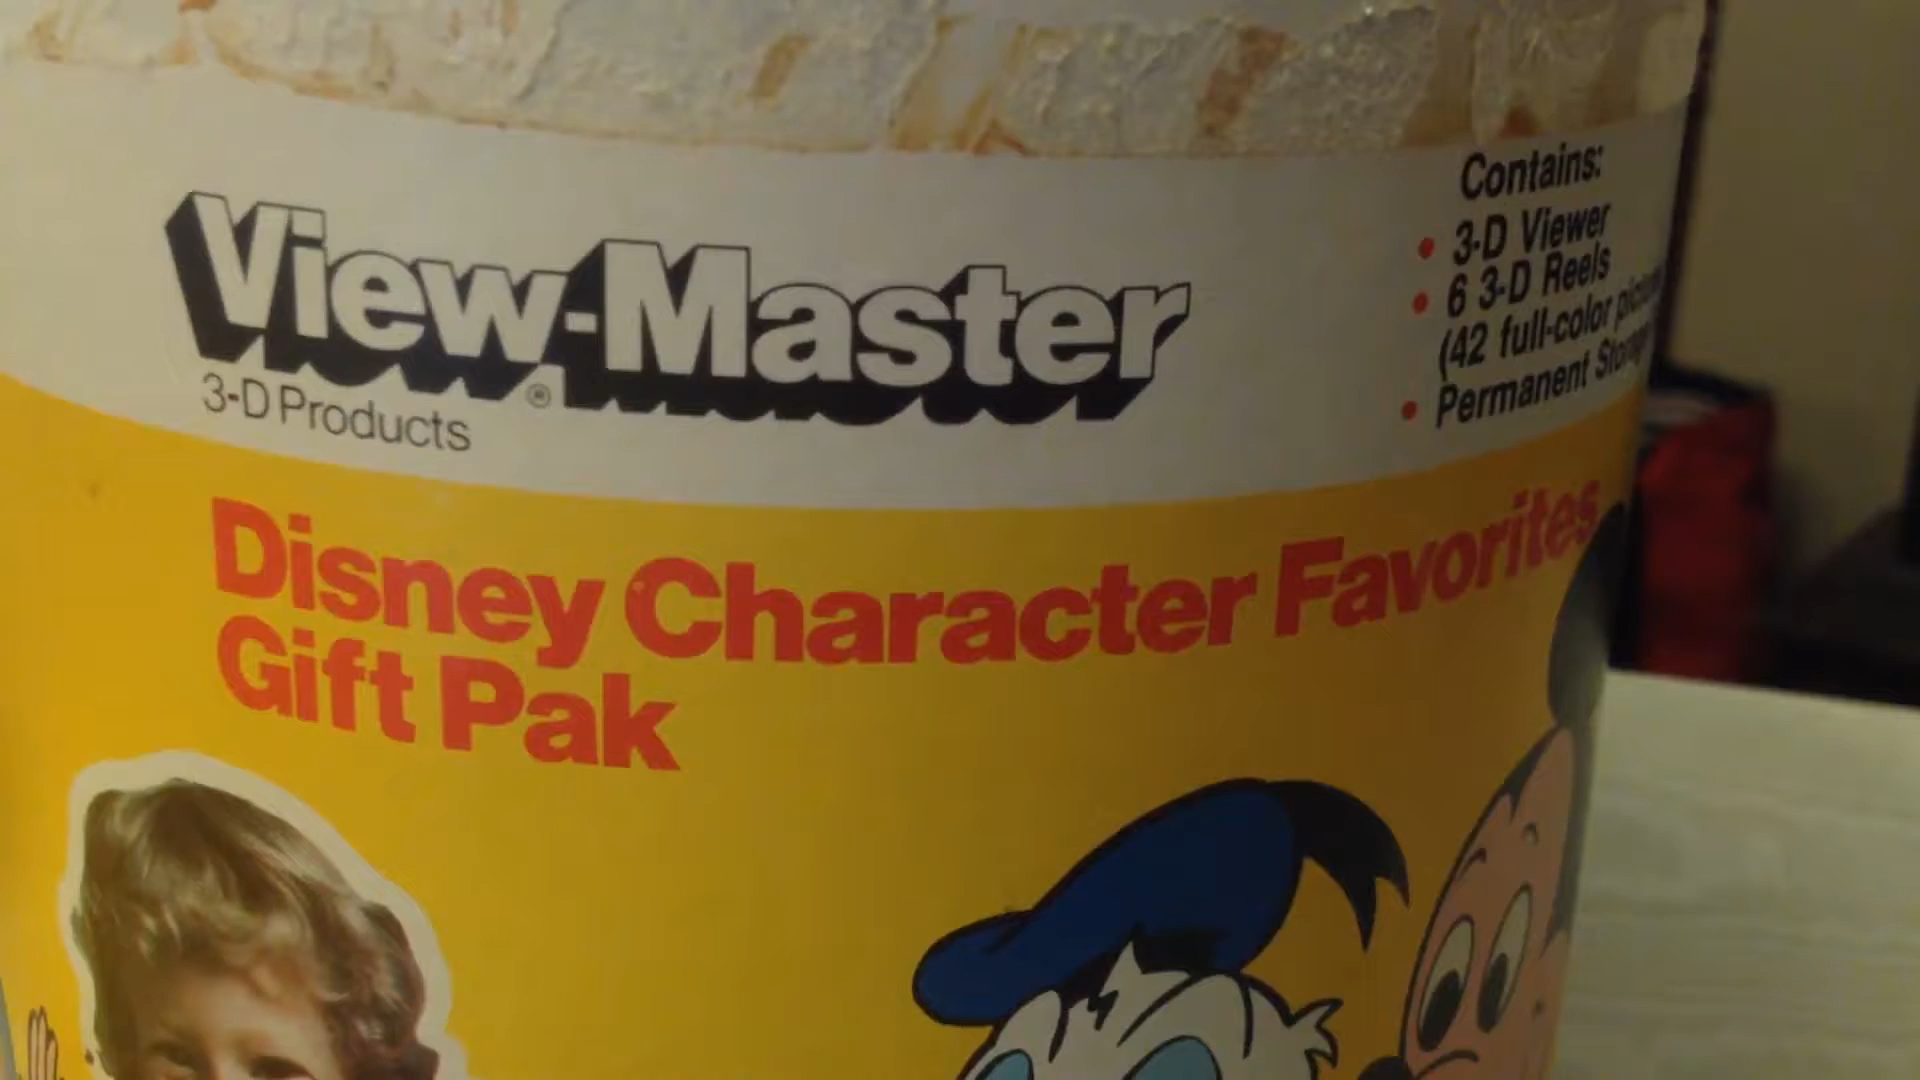 View-Master
®
3-D Products
Contains:
• 3-D Viewer
• 6 3-D Reels
(42 full-color
• Permanent
Disney Character Favorites
Gift Pak